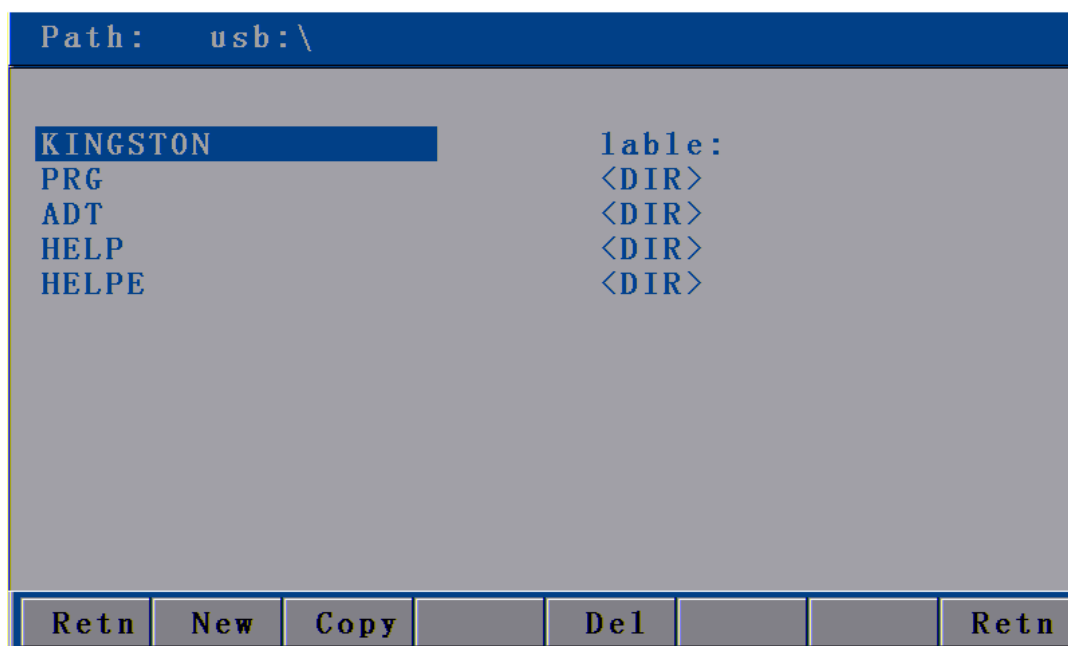 Path: usb:\
KINGSTON lable:
PRG <DIR>
ADT <DIR>
HELP <DIR>
HELPE <DIR>
Retn New Copy Del Retn